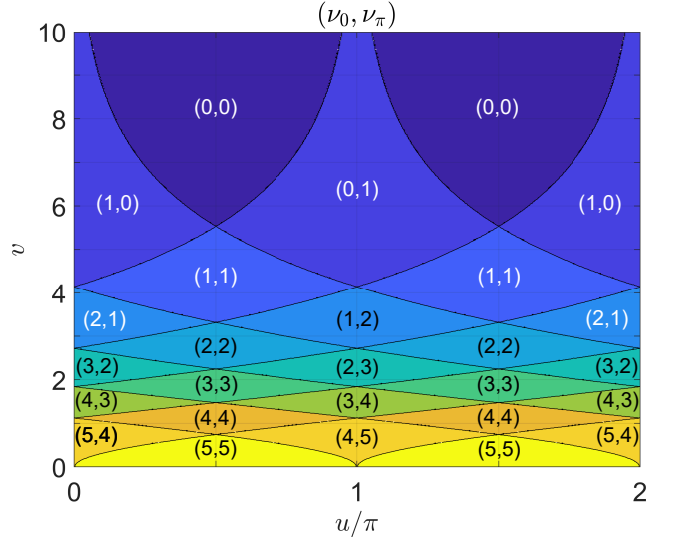 (ν₀, ν_π)
10
(0,0) (0,0)
8
(1,0) (0,1) (1,0)
6
v
(1,1) (1,1)
4
(2,1) (1,2) (2,1)
(2,2) (2,2)
(3,2) (2,3) (3,2)
2
(3,3) (3,3)
(4,3) (3,4) (4,3)
(4,4) (4,4)
(5,4) (4,5) (5,4)
(5,5) (5,5)
0
0 1 2
u/π